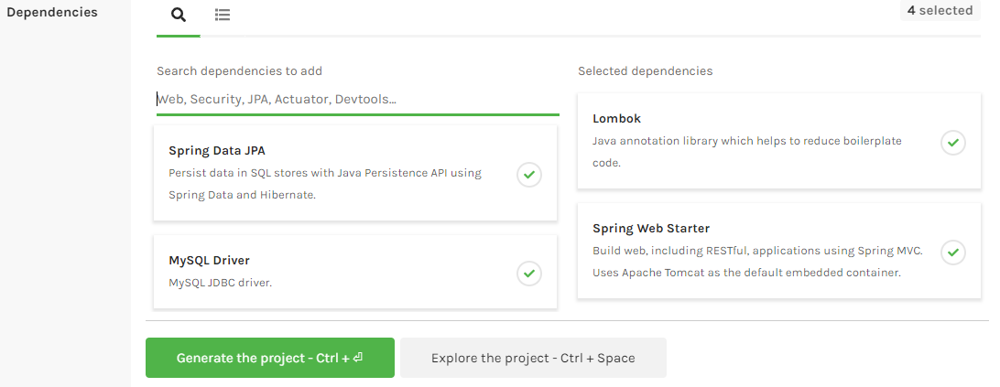 Dependencies
4 selected
Search dependencies to add
Web, Security, JPA, Actuator, Devtools...
Spring Data JPA
Persist data in SQL stores with Java Persistence API using
Spring Data and Hibernate.
MySQL Driver
MySQL JDBC driver.
Selected dependencies
Lombok
Java annotation library which helps to reduce boilerplate
code.
Spring Web Starter
Build web, including RESTful, applications using Spring MVC.
Uses Apache Tomcat as the default embedded container.
Generate the project - Ctrl + ⏎
Explore the project - Ctrl + Space